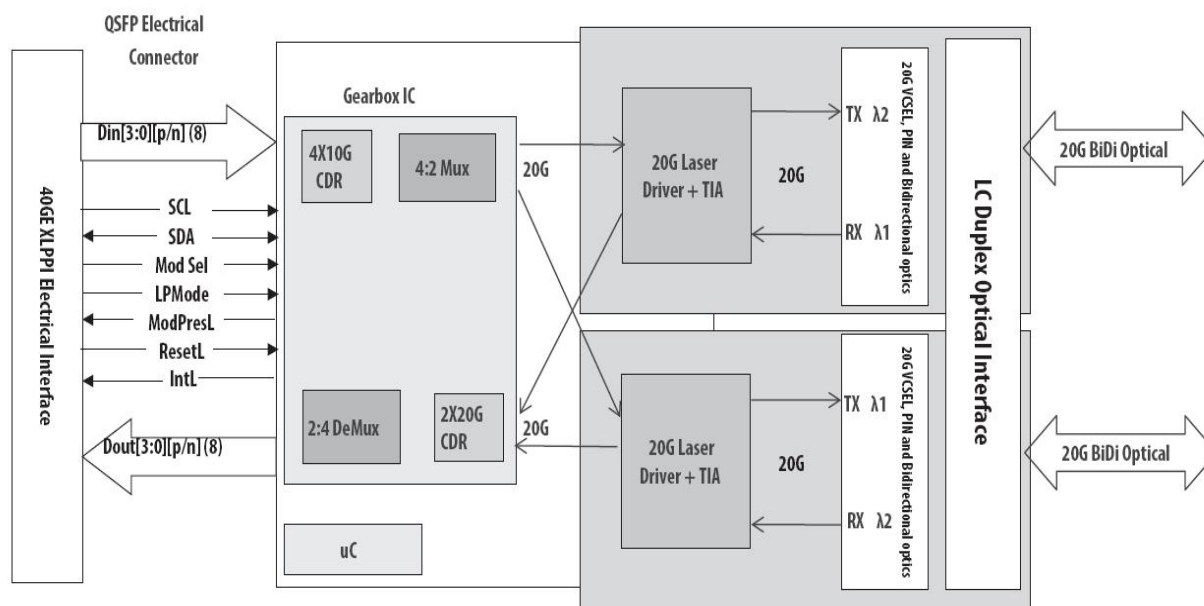 QSFP Electrical
Connector
40GE XLPPI Electrical Interface
Din[3:0][p/n] (8)
SCL
SDA
Mod Sel
LPMode
ModPresL
ResetL
IntL
Dout[3:0][p/n] (8)
Gearbox IC
4X10G
CDR
4:2 Mux
2:4 DeMux
2X20G
CDR
uC
20G
20G
20G Laser
Driver + TIA
20G
TX λ2
RX λ1
20G VCSEL, PIN and Bidirectional optics
20G Laser
Driver + TIA
20G
TX λ1
RX λ2
20G VCSEL, PIN and Bidirectional optics
LC Duplex Optical Interface
20G BiDi Optical
20G BiDi Optical